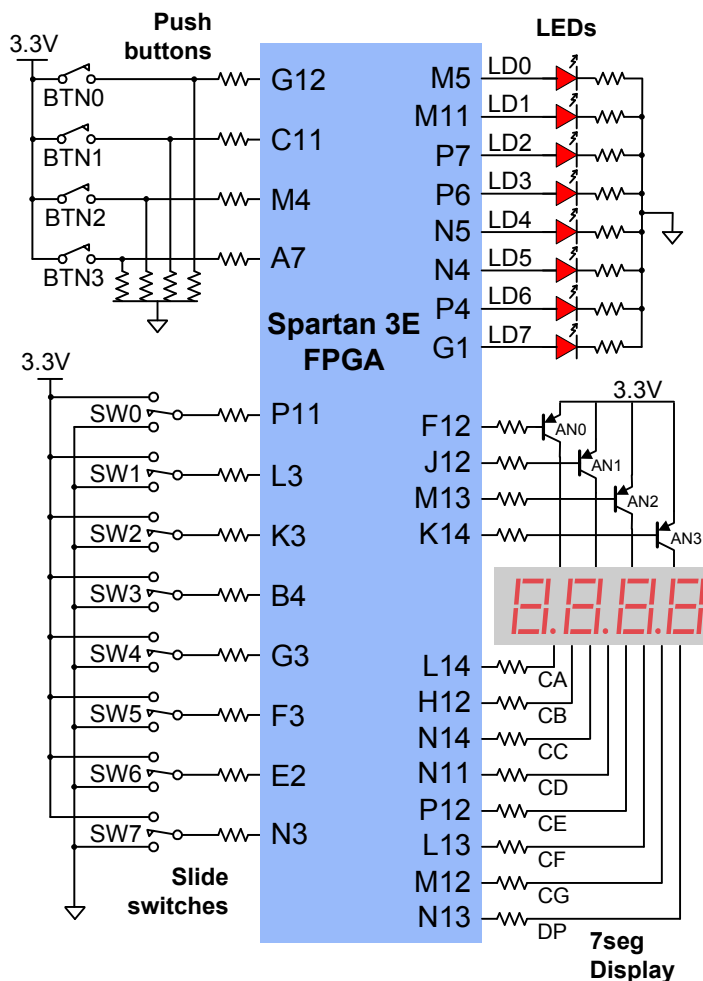 Push
buttons
3.3V
BTN0
BTN1
BTN2
BTN3
G12
C11
M4
A7
Spartan 3E
FPGA
LEDs
M5 LD0
M11 LD1
P7 LD2
P6 LD3
N5 LD4
N4 LD5
P4 LD6
G1 LD7
3.3V
SW0 P11
SW1 L3
SW2 K3
SW3 B4
SW4 G3
SW5 F3
SW6 E2
SW7 N3
Slide
switches
3.3V
F12 AN0
J12 AN1
M13 AN2
K14 AN3
8.8.8.8
L14 CA
H12 CB
N14 CC
N11 CD
P12 CE
L13 CF
M12 CG
N13 DP
7seg
Display